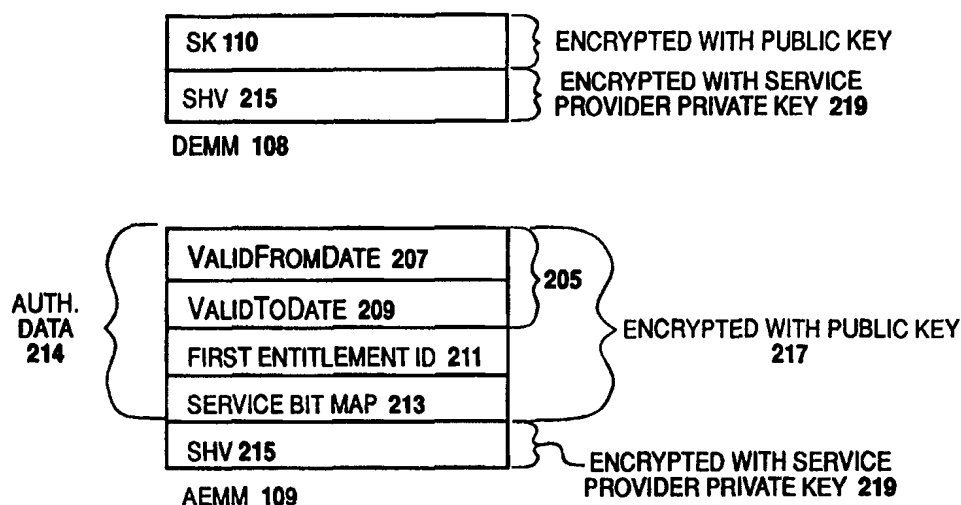 SK 110
ENCRYPTED WITH PUBLIC KEY
SHV 215
ENCRYPTED WITH SERVICE
PROVIDER PRIVATE KEY 219
DEMM 108
VALIDFROMDATE 207
205
VALIDTODATE 209
AUTH.
DATA
214
ENCRYPTED WITH PUBLIC KEY
217
FIRST ENTITLEMENT ID 211
SERVICE BIT MAP 213
SHV 215
ENCRYPTED WITH SERVICE
PROVIDER PRIVATE KEY 219
AEMM 109